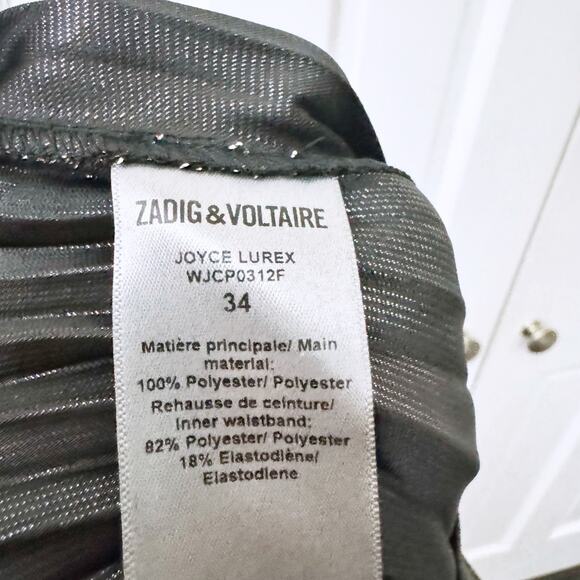 ZADIG&VOLTAIRE
JOYCE LUREX
WJCP0312F
34
Matière principale/ Main
material:
100% Polyester/ Polyester
Rehausse de ceinture/
Inner waistband:
82% Polyester/ Polyester
18% Elastodiène/
Elastodiene